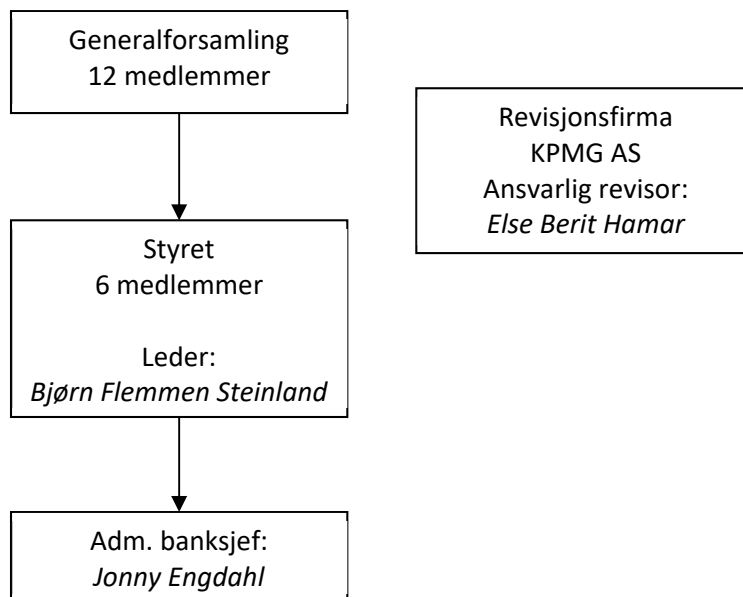 Generalforsamling
12 medlemmer
Revisjonsfirma
KPMG AS
Ansvarlig revisor:
Else Berit Hamar
Styret
6 medlemmer
Leder:
Bjørn Flemmen Steinland
Adm. banksjef:
Jonny Engdahl